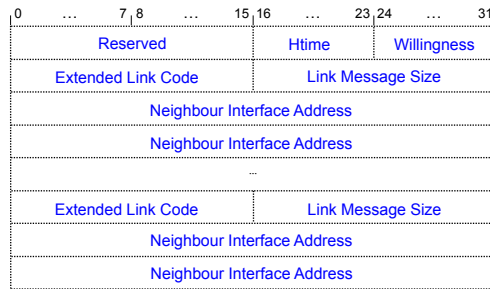 0 ... 7 8 ... 15 16 ... 23 24 ... 31
Reserved Htime Willingness
Extended Link Code Link Message Size
Neighbour Interface Address
Neighbour Interface Address
...
Extended Link Code Link Message Size
Neighbour Interface Address
Neighbour Interface Address